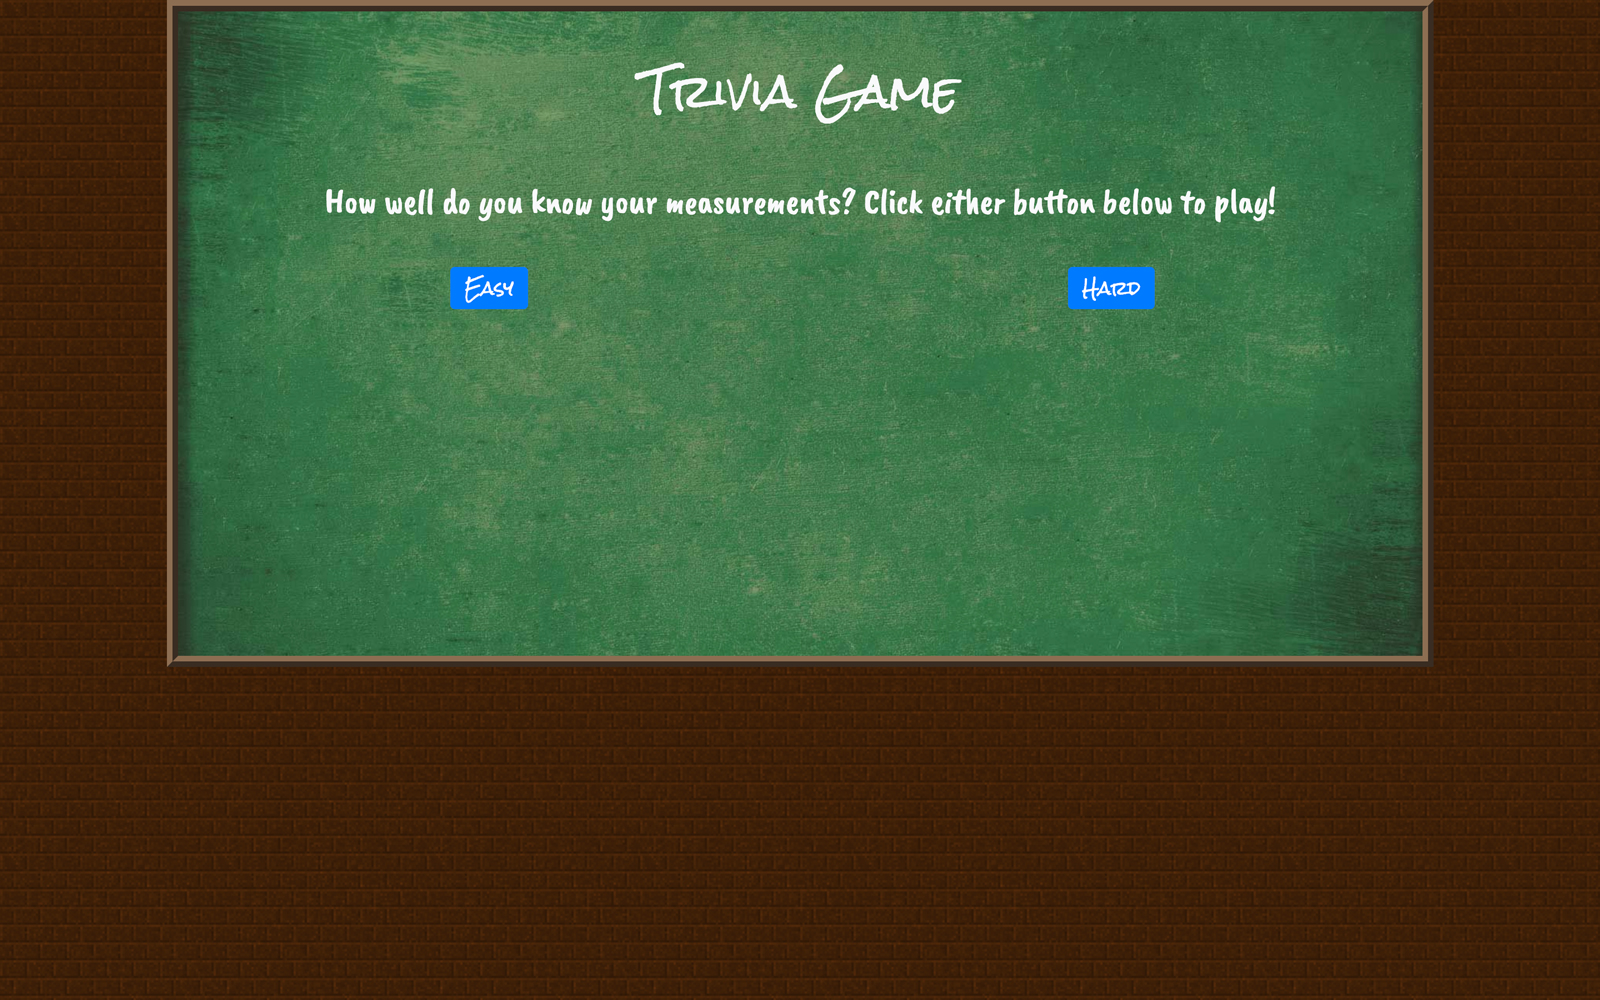 Trivia Game
How well do you know your measurements? Click either button below to play!
Easy
Hard